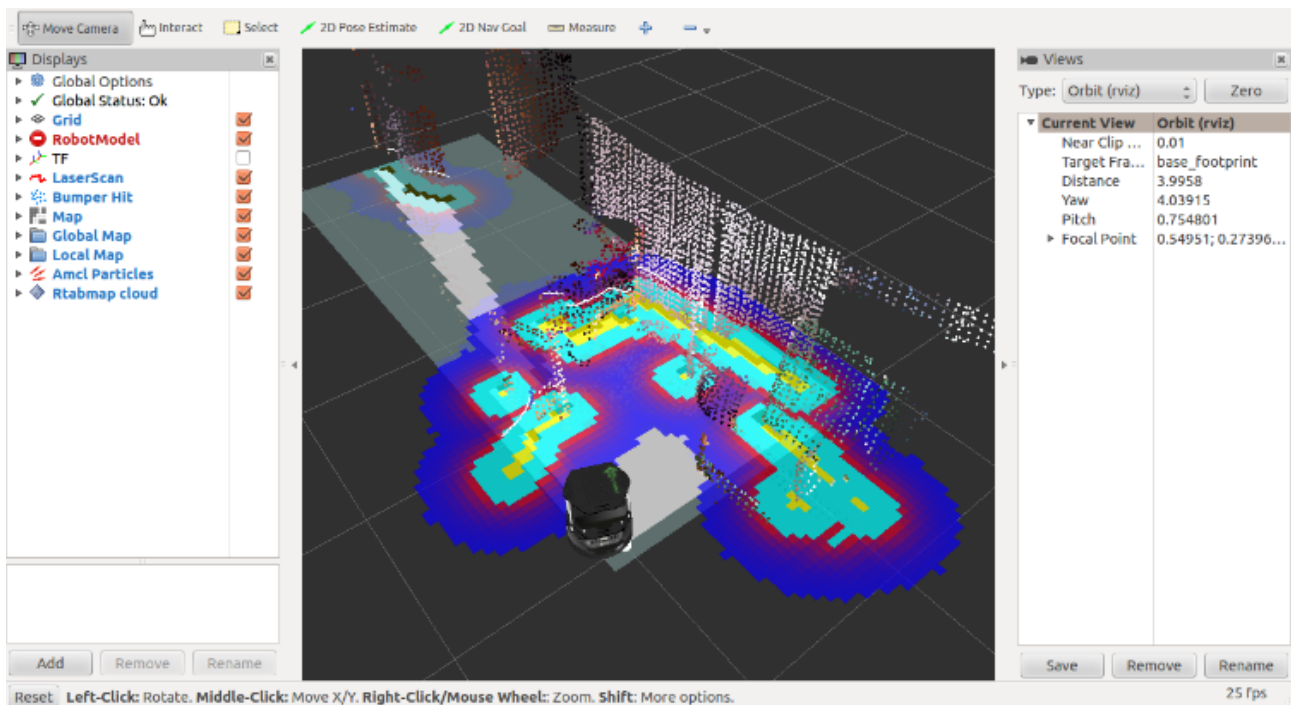 Move Camera Interact Select 2D Pose Estimate 2D Nav Goal Measure
Displays
Global Options
Global Status: Ok
Grid
RobotModel
TF
LaserScan
Bumper Hit
Map
Global Map
Local Map
Amcl Particles
Rtabmap cloud
Add Remove Rename
Views
Type: Orbit (rviz) Zero
Current View Orbit (rviz)
Near Clip ... 0.01
Target Fra... base_footprint
Distance 3.9958
Yaw 4.03915
Pitch 0.754801
Focal Point 0.54951; 0.27396...
Save Remove Rename
Reset Left-Click: Rotate. Middle-Click: Move X/Y. Right-Click/Mouse Wheel:: Zoom. Shift: More options. 25 fps